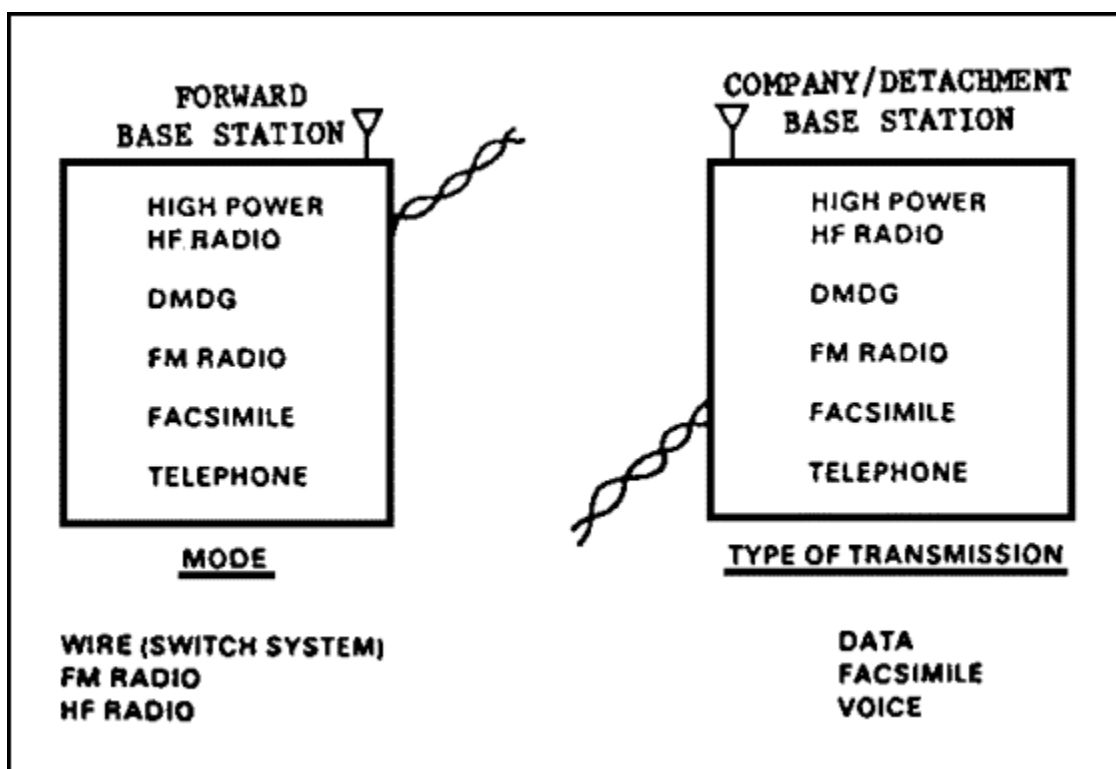 FORWARD
BASE STATION
HIGH POWER
HF RADIO
DMDG
FM RADIO
FACSIMILE
TELEPHONE
COMPANY/DETACHMENT
BASE STATION
HIGH POWER
HF RADIO
DMDG
FM RADIO
FACSIMILE
TELEPHONE
MODE
WIRE (SWITCH SYSTEM)
FM RADIO
HF RADIO
TYPE OF TRANSMISSION
DATA
FACSIMILE
VOICE